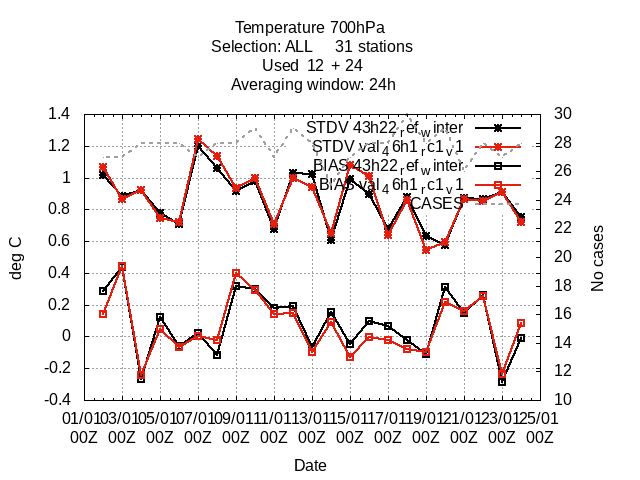 Temperature 700hPa
Selection: ALL 31 stations
Used 12 + 24
Averaging window: 24h
1.4
1.2
1
0.8
0.6
0.4
0.2
0
-0.2
-0.4
deg C
30
28
26
24
22
20
18
16
14
12
10
No cases
STDV 43h22_ref_winter
STDV val_46h1_rc1_v1
BIAS 43h22_ref_winter
BIAS val_46h1_rc1_v1
CASES
01/01 03/01 05/01 07/01 09/01 11/01 13/01 15/01 17/01 19/01 21/01 23/01 25/01
00Z 00Z 00Z 00Z 00Z 00Z 00Z 00Z 00Z 00Z 00Z 00Z 00Z
Date